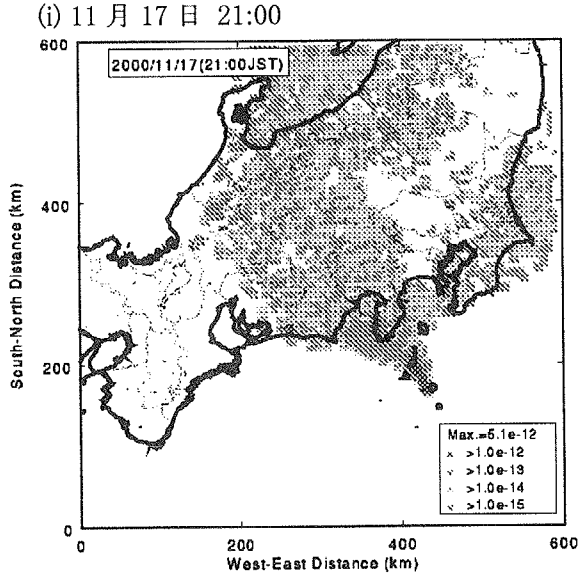 (i) 11 月 17 日 21:00
600
2000/11/17(21:00JST)
400
South-North Distance (km)
200
Max.=5.1e-12
× >1.0e-12
>1.0e-13
>1.0e-14
>1.0e-15
0
0 200 400 600
West-East Distance (km)